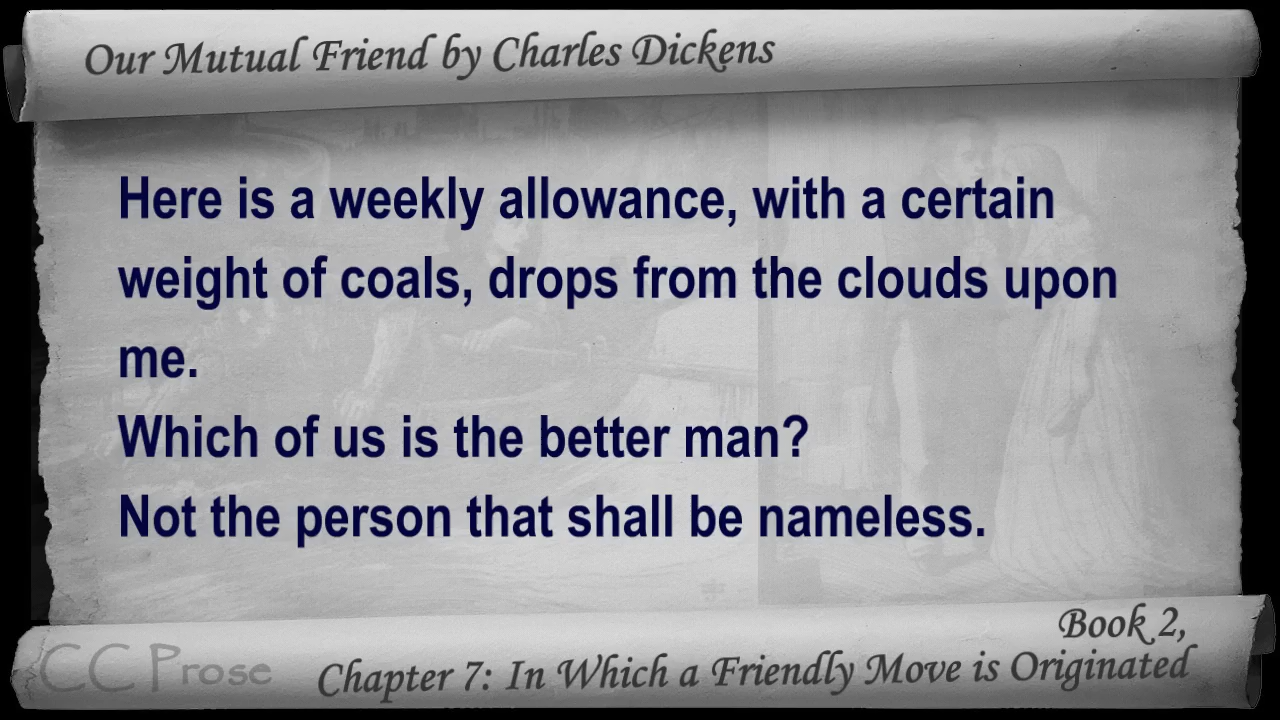 Our Mutual Friend by Charles Dickens
Here is a weekly allowance, with a certain
weight of coals, drops from the clouds upon
me.
Which of us is the better man?
Not the person that shall be nameless.
Book 2,
CC Prose
Chapter 7: In Which a Friendly Move is Originated